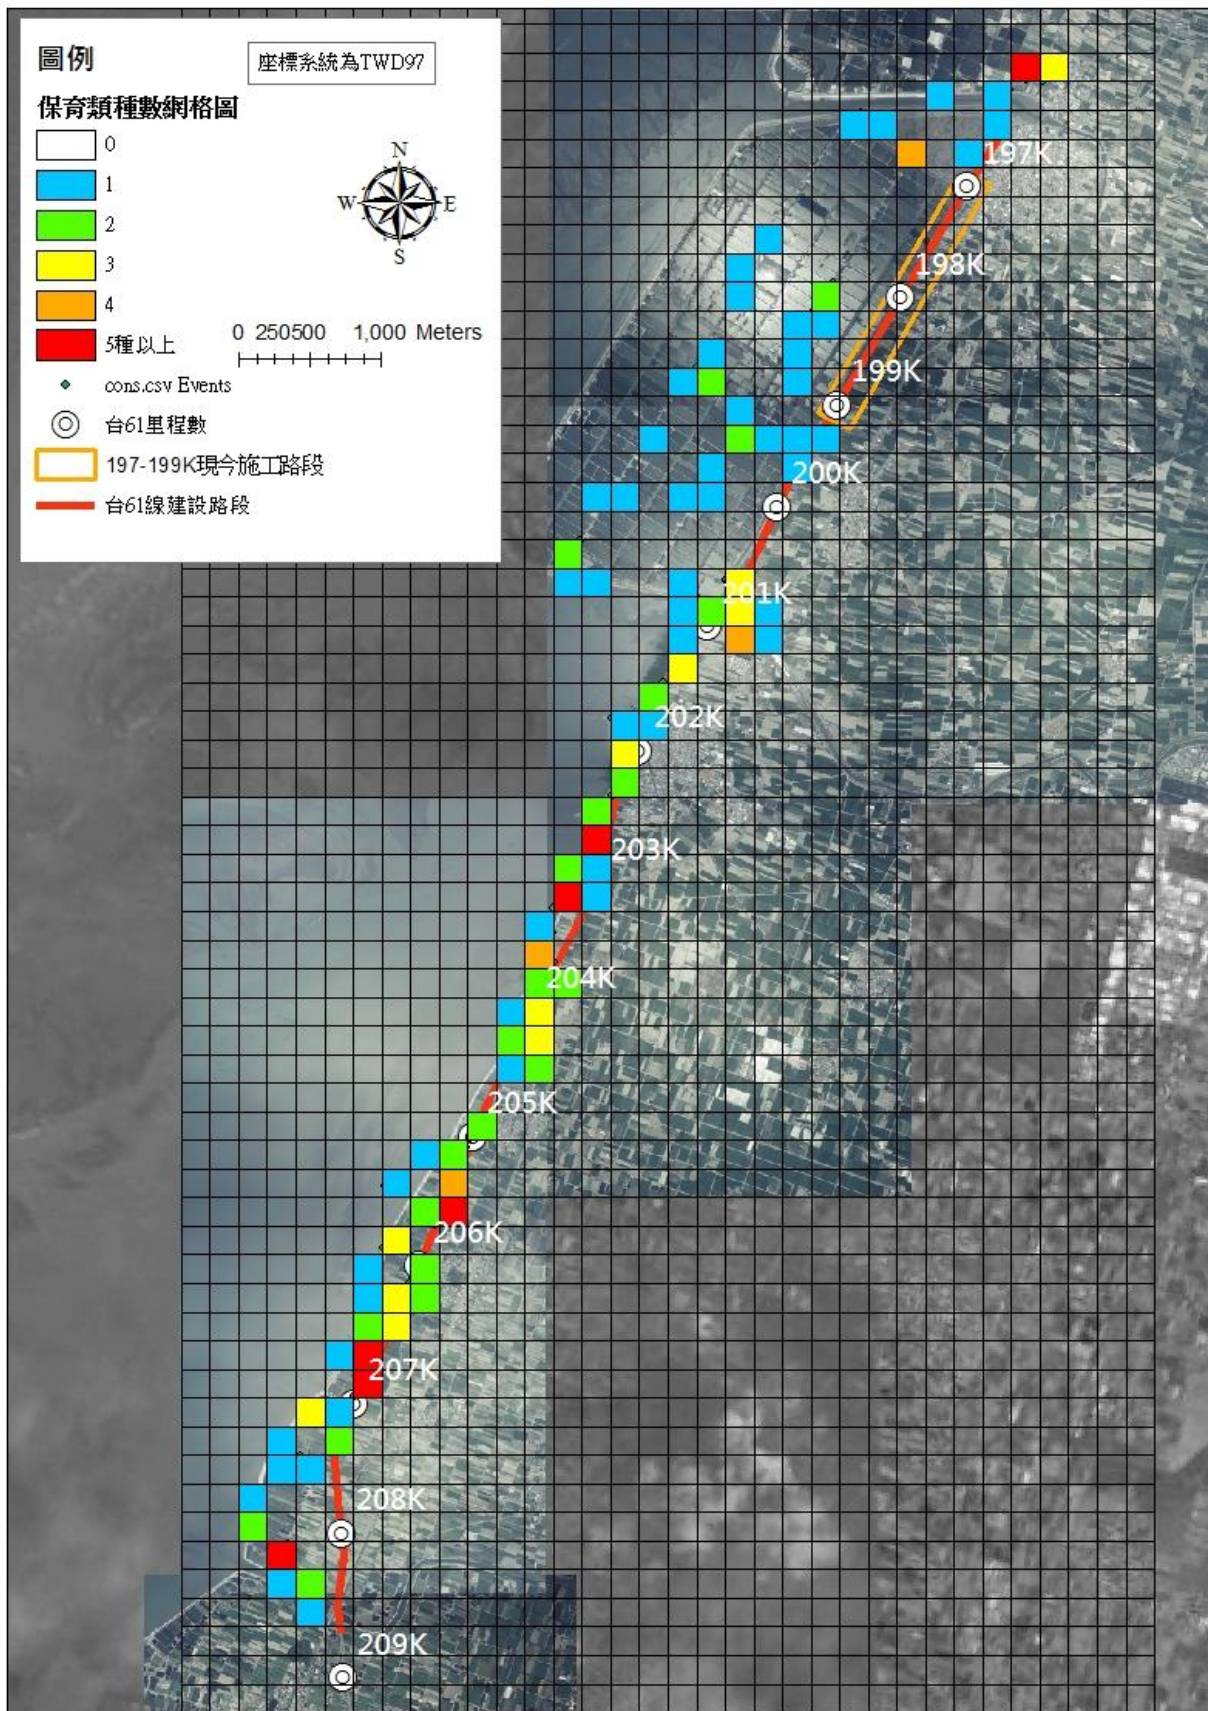 圖例
座標系統為TWD97
保育類種數網格圖
0
1
2
3
4
5種以上
cons.csv Events
台61里程數
197-199K現今施工路段
台61線建設路段
N
W E
S
0 250500 1,000 Meters
197K
198K
199K
200K
201K
202K
203K
204K
205K
206K
207K
208K
209K